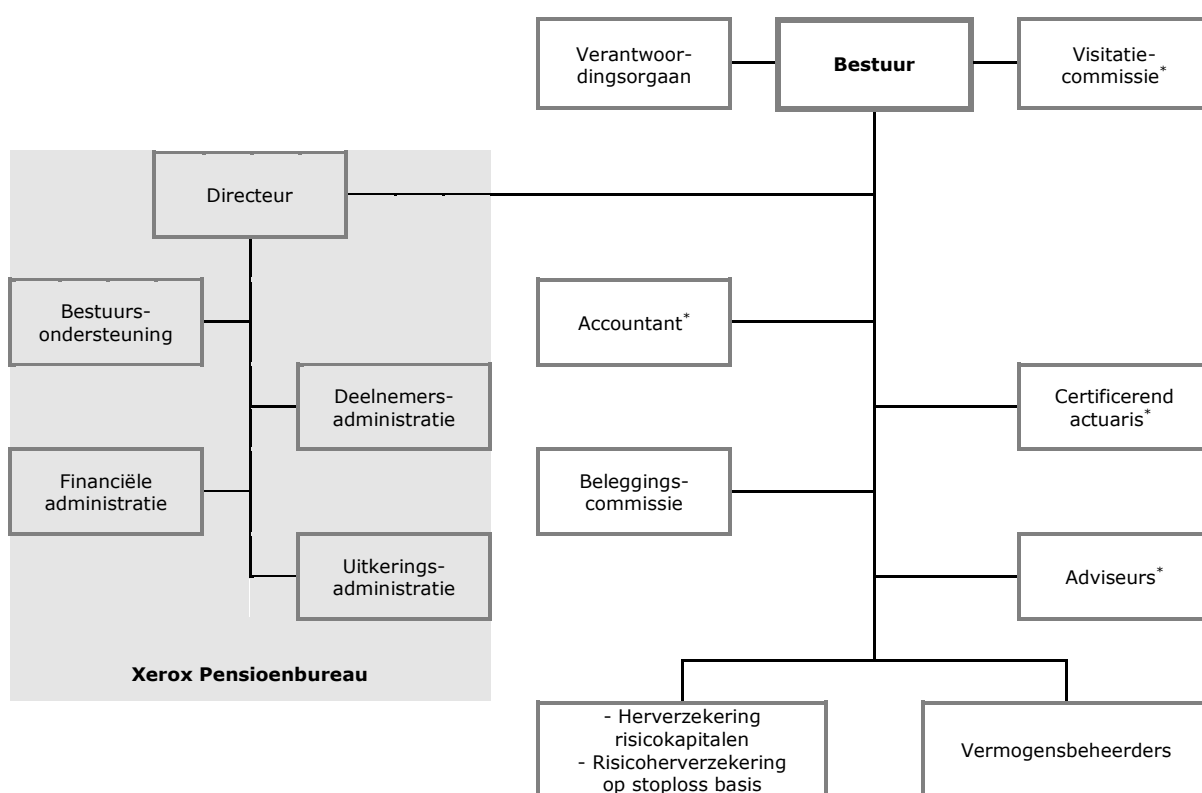 Verantwoor-
dingsorgaan
Bestuur
Visitatie-
commissie*
Directeur
Bestuurs-
ondersteuning
Accountant*
Deelnemers-
administratie
Certificerend
actuaris*
Financiële
administratie
Beleggings-
commissie
Uitkerings-
administratie
Adviseurs*
Xerox Pensioenbureau
- Herverzekering
risicokapitalen
- Risicoherverzekering
op stoploss basis
Vermogensbeheerders